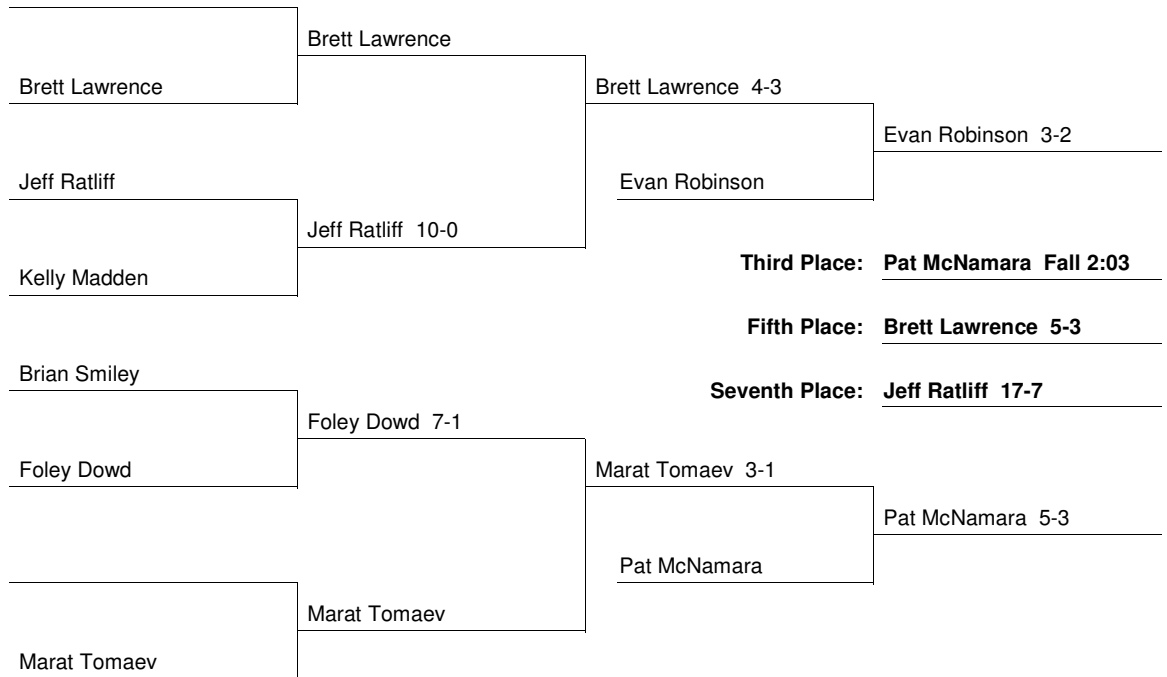 Brett Lawrence
Brett Lawrence
Brett Lawrence 4-3
Evan Robinson 3-2
Jeff Ratliff
Evan Robinson
Jeff Ratliff 10-0
Third Place: Pat McNamara Fall 2:03
Kelly Madden
Fifth Place: Brett Lawrence 5-3
Brian Smiley
Seventh Place: Jeff Ratliff 17-7
Foley Dowd 7-1
Foley Dowd
Marat Tomaev 3-1
Pat McNamara 5-3
Pat McNamara
Marat Tomaev
Marat Tomaev